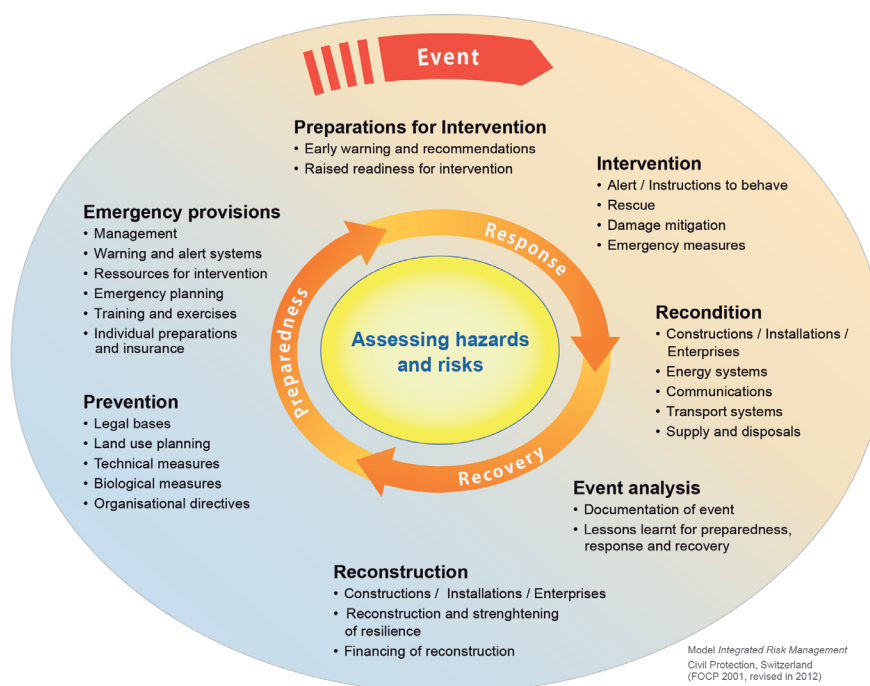 Event
Preparations for Intervention
• Early warning and recommendations
• Raised readiness for intervention
Intervention
• Alert / Instructions to behave
• Rescue
• Damage mitigation
• Emergency measures
Emergency provisions
• Management
• Warning and alert systems
• Ressources for intervention
• Emergency planning
• Training and exercises
• Individual preparations
and insurance
Response
Preparedness
Recovery
Assessing hazards
and risks
Recondition
• Constructions / Installations /
Enterprises
• Energy systems
• Communications
• Transport systems
• Supply and disposals
Prevention
• Legal bases
• Land use planning
• Technical measures
• Biological measures
• Organisational directives
Event analysis
• Documentation of event
• Lessons learnt for preparedness,
response and recovery
Reconstruction
• Constructions / Installations / Enterprises
• Reconstruction and strenghtening
of resilience
• Financing of reconstruction
Model Integrated Risk Management
Civil Protection, Switzerland
(FOCP 2001, revised in 2012)